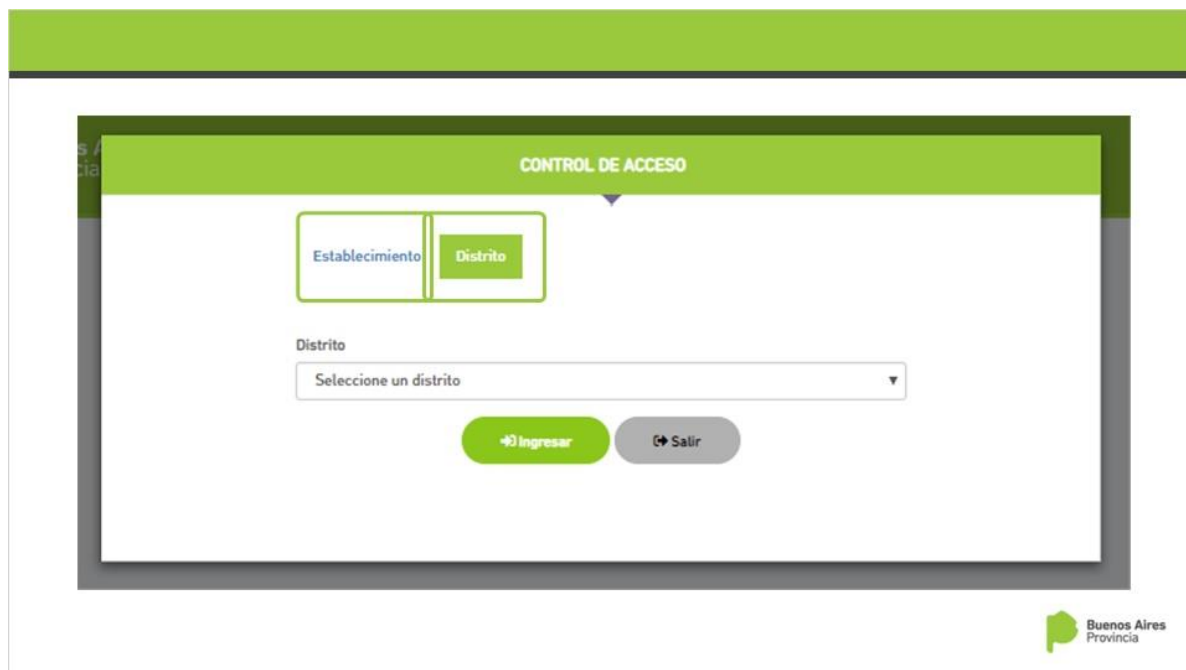 CONTROL DE ACCESO
Establecimiento
Distrito
Distrito
Seleccione un distrito
Ingresar
Salir
Buenos Aires
Provincia